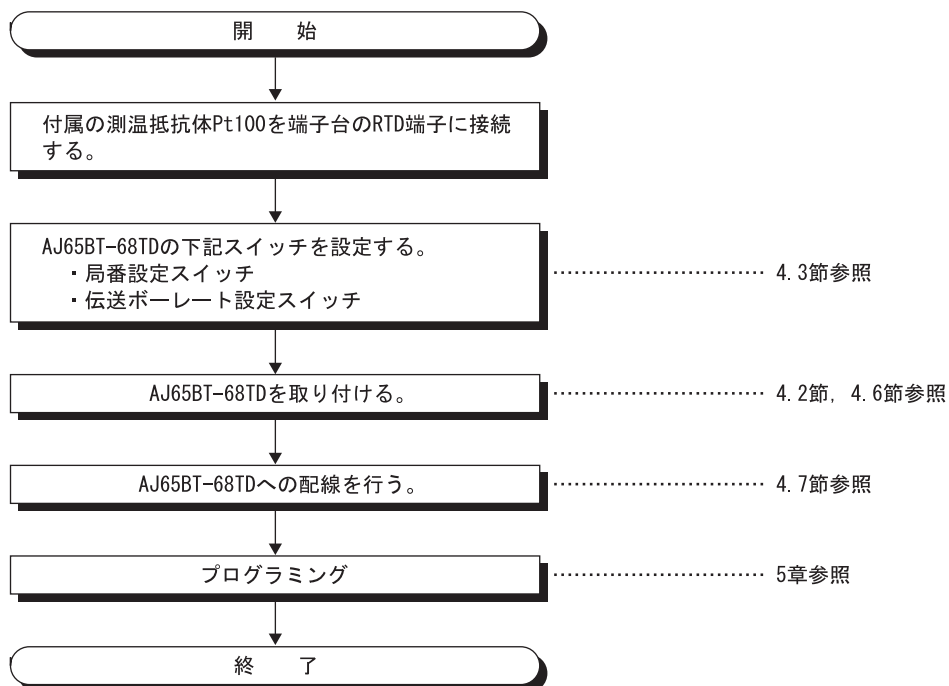 開　　始
付属の測温抵抗体Pt100を端子台のRTD端子に接続
する。
AJ65BT-68TDの下記スイッチを設定する。
・局番設定スイッチ
・伝送ボーレート設定スイッチ
4.3節参照
AJ65BT-68TDを取り付ける。
4.2節，4.6節参照
AJ65BT-68TDへの配線を行う。
4.7節参照
プログラミング
5章参照
終　　了